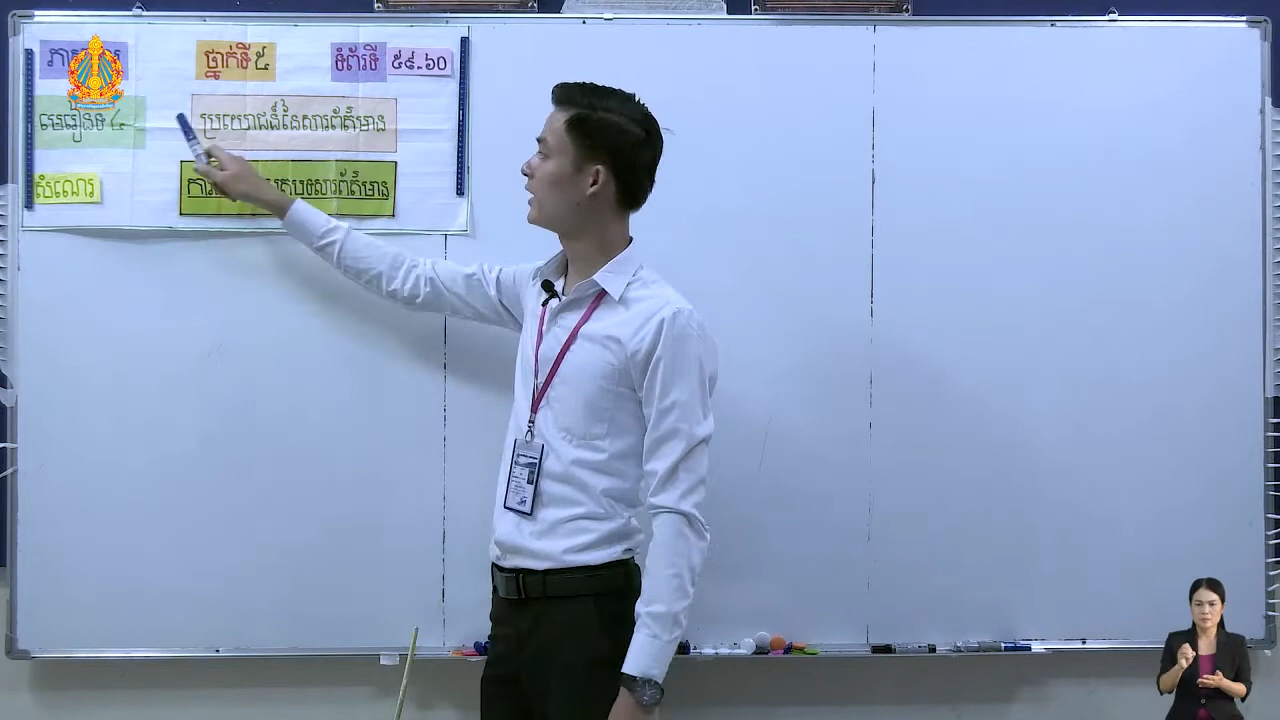 ថ្នាក់ទី ៥
ទំព័រទី ៥៩-៦០
មេរៀនទី ៤
ប្រយោជន៍នៃសារព័ត៌មាន
សំណេរ
សារព័ត៌មាន